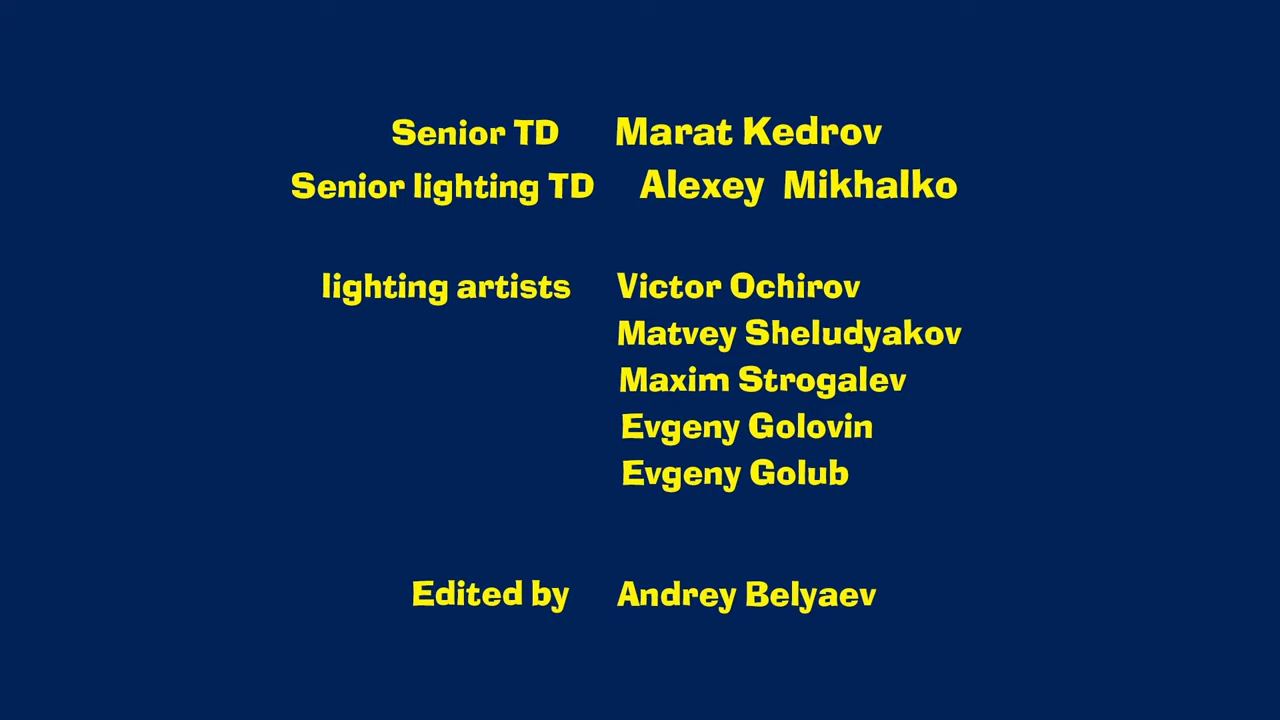 Senior TD Marat Kedrov
Senior lighting TD Alexey Mikhalko
lighting artists Victor Ochirov
Matvey Sheludyakov
Maxim Strogalev
Evgeny Golovin
Evgeny Golub
Edited by Andrey Belyaev